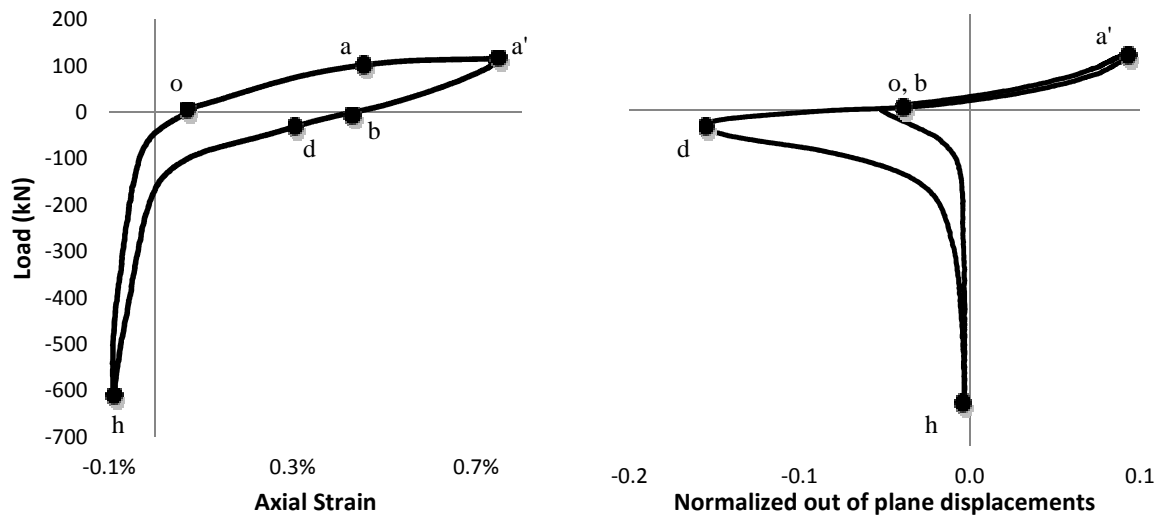 200
100
0
-100
-200
-300
-400
-500
-600
-700
Load (kN)
o
a
a'
b
d
h
-0.1%
0.3%
0.7%
Axial Strain
a'
o, b
d
h
-0.2
-0.1
0.0
0.1
Normalized out of plane displacements